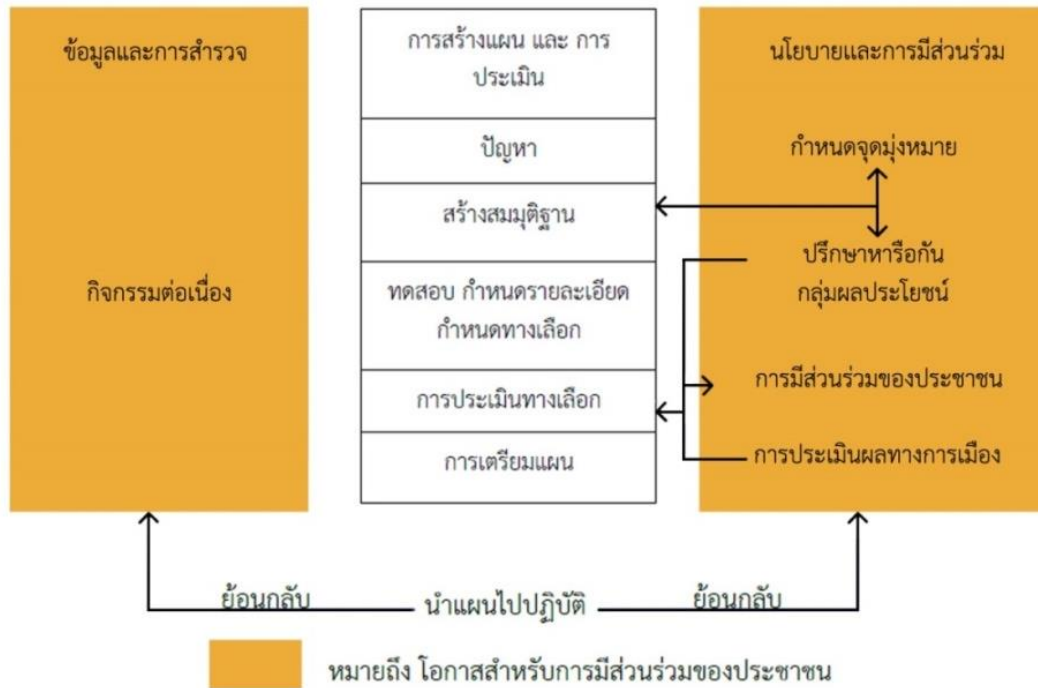 ข้อมูลและการสำรวจ
กิจกรรมต่อเนื่อง
การสร้างแผน และ การ
ประเมิน
ปัญหา
สร้างสมมุติฐาน
ทดสอบ กำหนดรายละเอียด
กำหนดทางเลือก
การประเมินทางเลือก
การเตรียมแผน
นโยบายและการมีส่วนร่วม
กำหนดจุดมุ่งหมาย
ปรึกษาหารือกัน
กลุ่มผลประโยชน์
การมีส่วนร่วมของประชาชน
การประเมินผลทางการเมือง
ย้อนกลับ
นำแผนไปปฏิบัติ
ย้อนกลับ
หมายถึง โอกาสสำหรับการมีส่วนร่วมของประชาชน